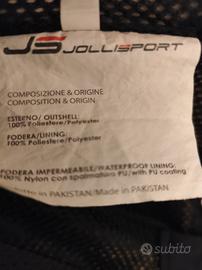 JS JOLLISPORT
COMPOSIZIONE & ORIGINE
COMPOSITION & ORIGIN
ESTERNO/ OUTSHELL:
100% Poliestere/Polyester
FODERA/LINING:
100% Poliestere/Polyester
FODERA IMPERMEABILE/WATERPROOF LINING:
100% Nylon con spalmatura PU/with PU coating
in PAKISTAN/Made in PAKISTAN
subito